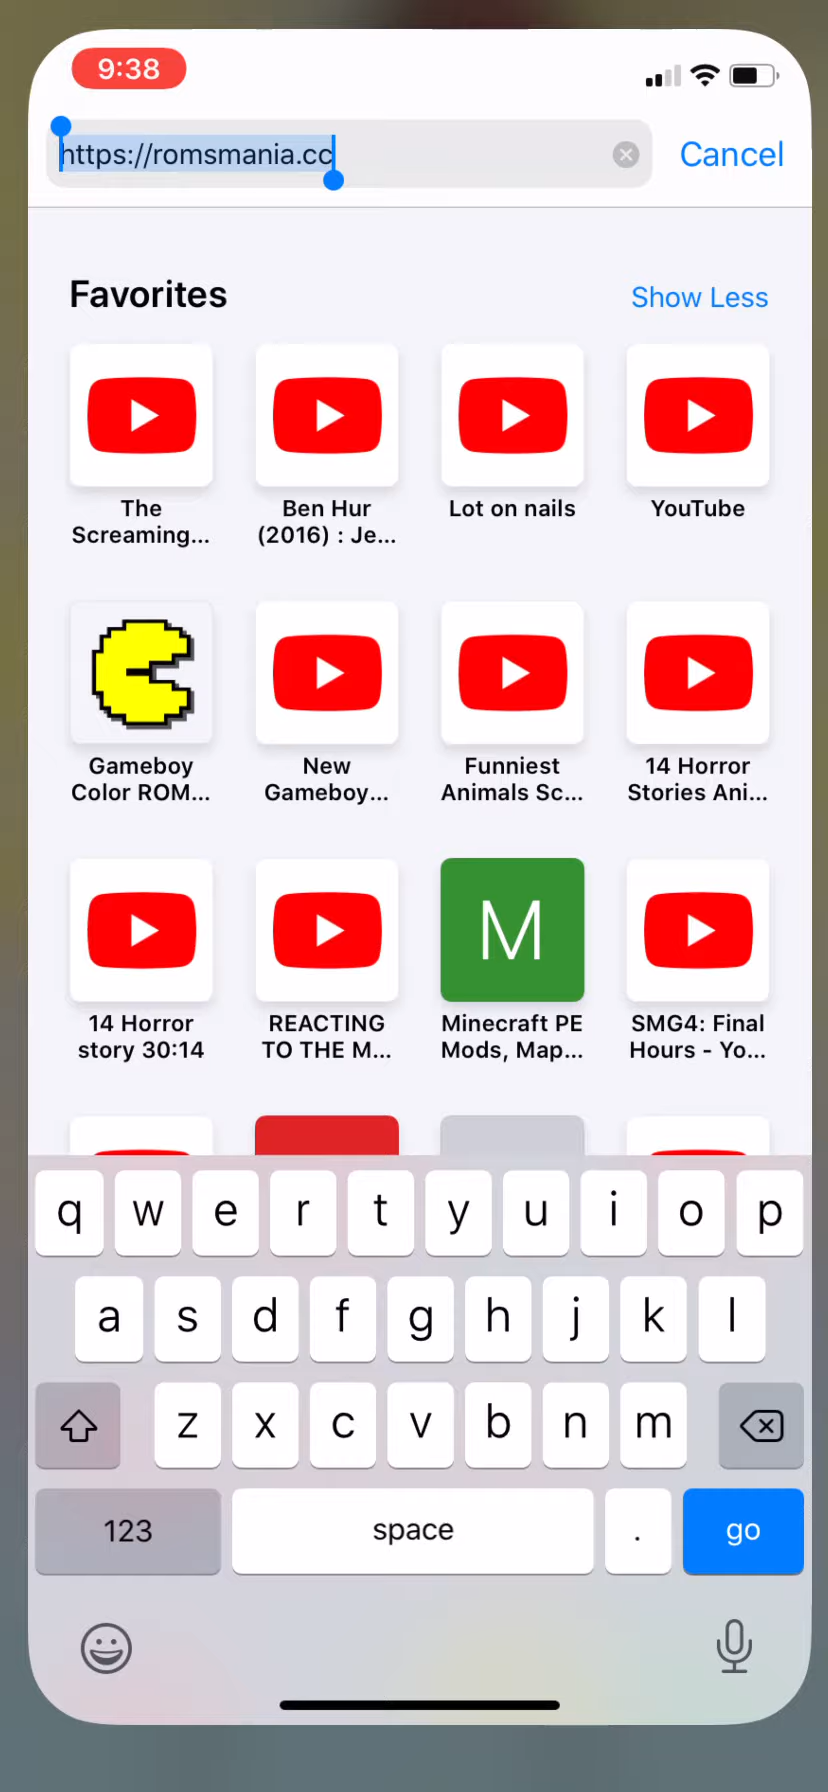 9:38
https://romsmania.cc
Cancel
Favorites
Show Less
The
Screaming...
Ben Hur
(2016) : Je...
Lot on nails
YouTube
Gameboy
Color ROM...
New
Gameboy...
Funniest
Animals Sc...
14 Horror
Stories Ani...
14 Horror
story 30:14
REACTING
TO THE M...
M
Minecraft PE
Mods, Map...
SMG4: Final
Hours - Yo...
q w e r t y u i o p
a s d f g h j k l
z x c v b n m
123 space . go